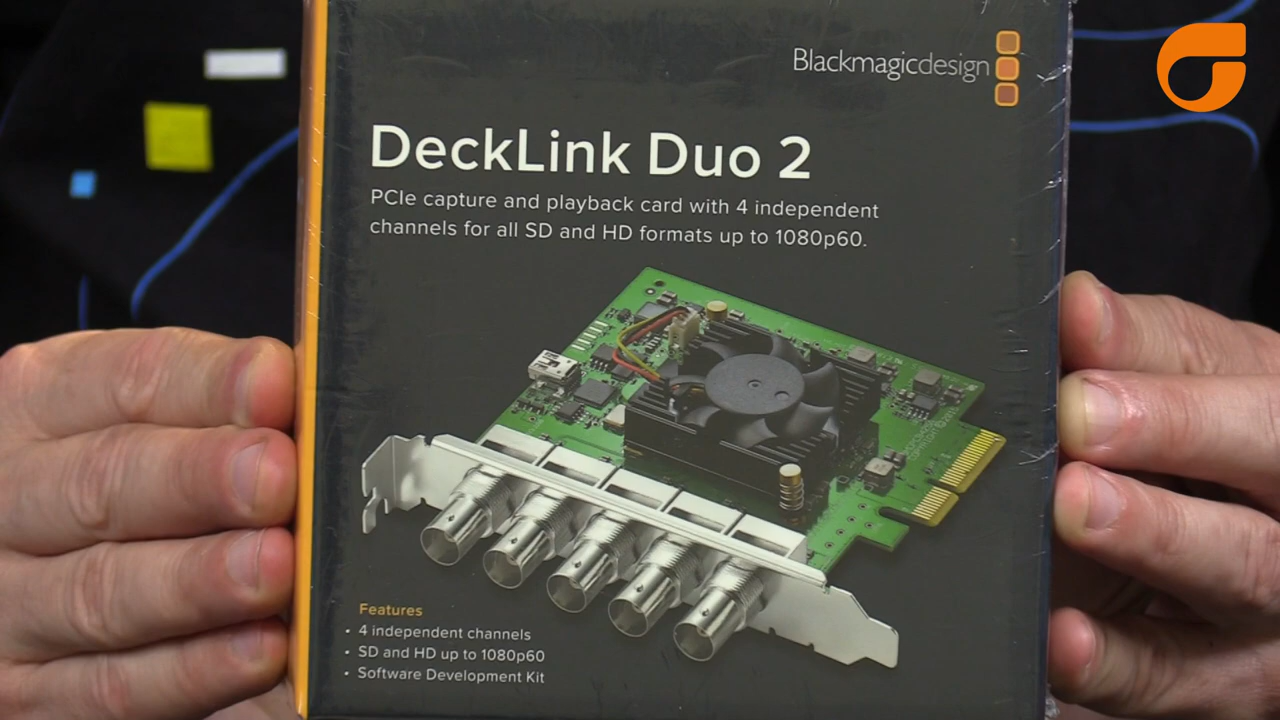 Blackmagicdesign
DeckLink Duo 2
PCIe capture and playback card with 4 independent
channels for all SD and HD formats up to 1080p60.
Features
• 4 independent channels
• SD and HD up to 1080p60
• Software Development Kit